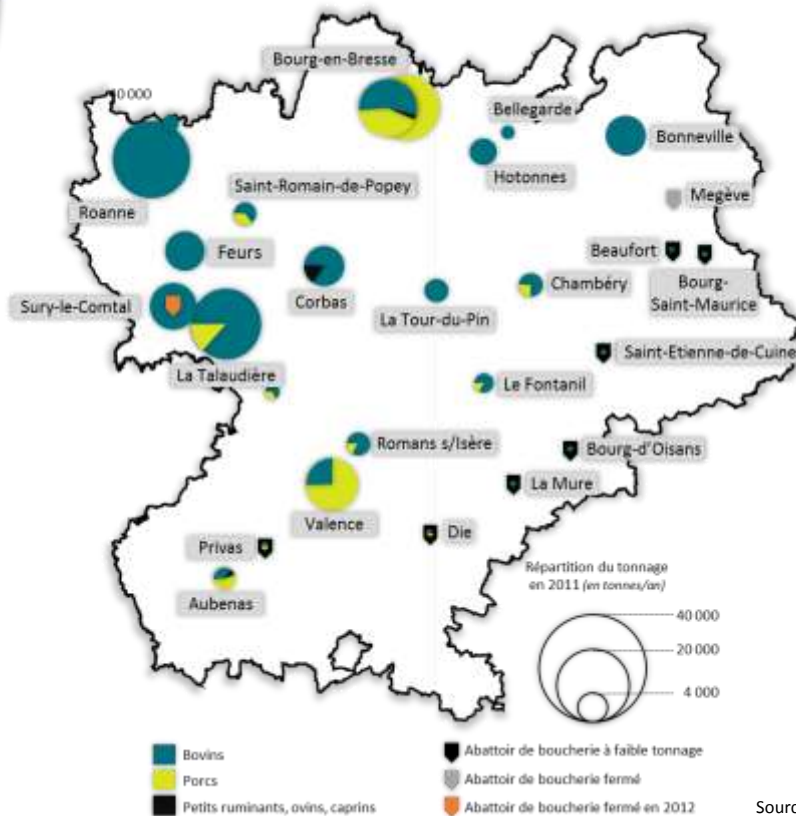 Bourg-en-Bresse
0 000
Bellegarde
Bonneville
Hotonnes
Saint-Romain-de-Popey
Roanne
Megève
Feurs
Beaufort
Corbas
Chambéry
Bourg-
Saint-Maurice
Sury-le-Comtal
La Tour-du-Pin
Saint-Etienne-de-Cuine
La Talaudière
Le Fontanil
Romans s/Isère
Bourg-d'Oisans
La Mure
Valence
Die
Privas
Aubenas
Répartition du tonnage
en 2011 (en tonnes/an)
40 000
20 000
4 000
Bovins
Porcs
Petits ruminants, ovins, caprins
Abattoir de boucherie à faible tonnage
Abattoir de boucherie fermé
Abattoir de boucherie fermé en 2012
Sourc